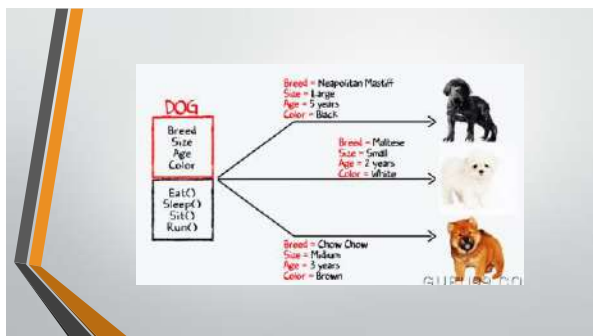 DOG
Breed
Size
Age
Color
Eat()
Sleep()
Sit()
Run()
Breed = Neapolitan Mastiff
Size = Large
Age = 5 years
Color = Black
Breed = Maltese
Size = Small
Age = 2 years
Color = White
Breed = Chow Chow
Size = Midium
Age = 3 years
Color = Brown